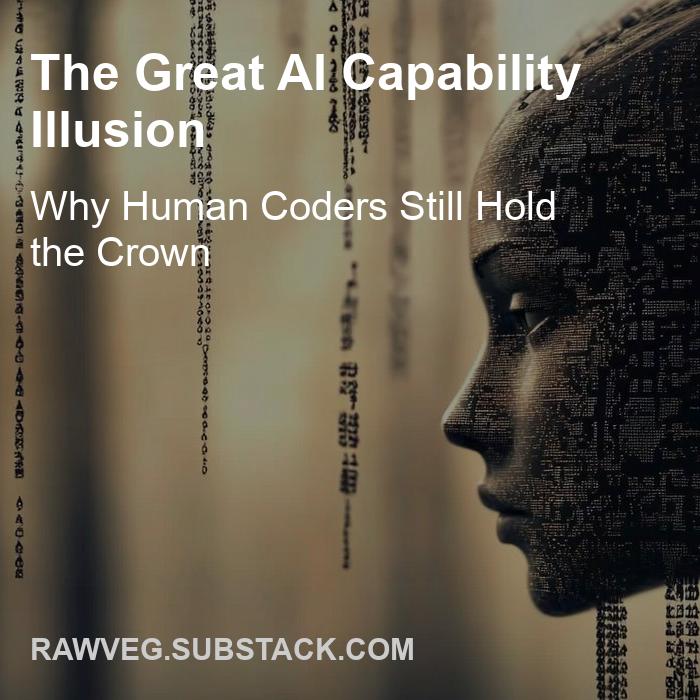 The Great AI Capability
Illusion
Why Human Coders Still Hold
the Crown
RAWVEG.SUBSTACK.COM